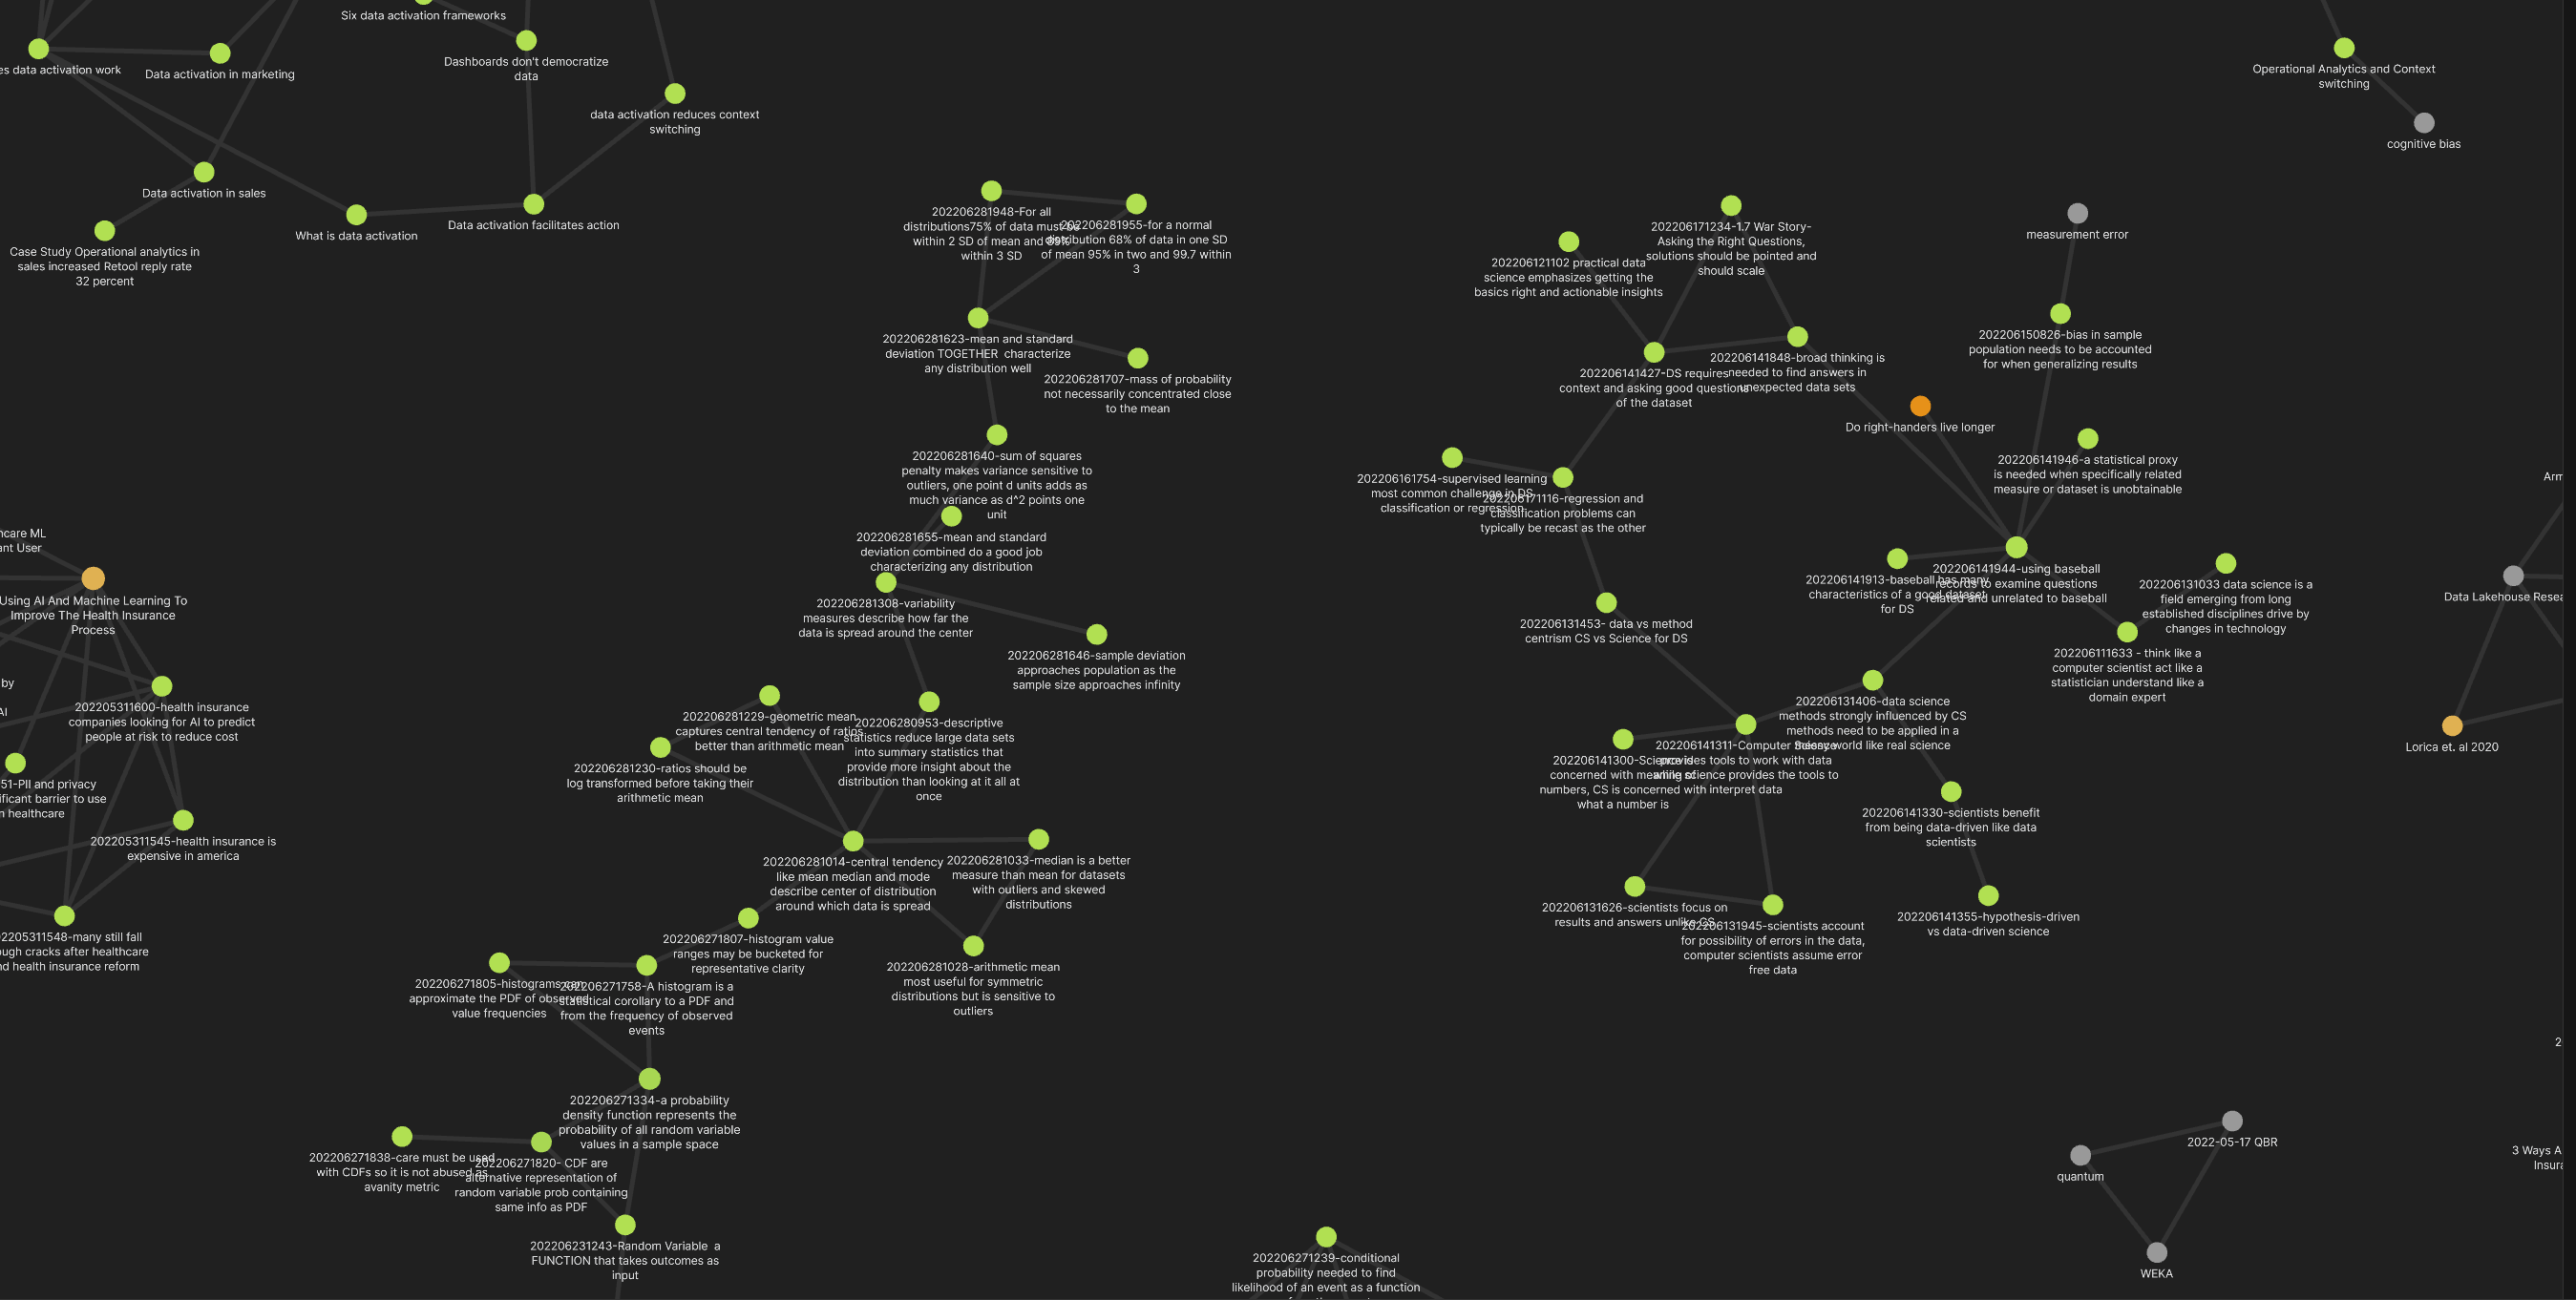 Six data activation frameworks
es data activation work
Data activation in marketing
Dashboards don't democratize
data
data activation reduces context
switching
Operational Analytics and Context
switching
cognitive bias
Data activation in sales
What is data activation
Data activation facilitates action
Case Study Operational analytics in
sales increased Retool reply rate
32 percent
202206281948-For all
distributions75% of data must be
within 2 SD of mean and 89%
within 3 SD
202206281955-for a normal
distribution 68% of data in one SD
of mean 95% in two and 99.7 within
3
202206171234-1.7 War Story-
Asking the Right Questions,
solutions should be pointed and
should scale
202206121102 practical data
science emphasizes getting the
basics right and actionable insights
measurement error
202206281623-mean and standard
deviation TOGETHER  characterize
any distribution well
202206281707-mass of probability
not necessarily concentrated close
to the mean
202206141427-DS requires
context and asking good questions
of the dataset
202206141848-broad thinking is
needed to find answers in
unexpected data sets
202206150826-bias in sample
population needs to be accounted
for when generalizing results
Do right-handers live longer
202206281640-sum of squares
penalty makes variance sensitive to
outliers, one point d units adds as
much variance as d^2 points one
unit
202206161754-supervised learning
most common challenge in DS
classification or regression
202206171116-regression and
classification problems can
typically be recast as the other
202206141946-a statistical proxy
is needed when specifically related
measure or dataset is unobtainable
Arm
ncare ML
ant User
202206281655-mean and standard
deviation combined do a good job
characterizing any distribution
202206141913-baseball has many
characteristics of a good dataset
for DS
202206141944-using baseball
records to examine questions
related and unrelated to baseball
202206131033 data science is a
field emerging from long
established disciplines drive by
changes in technology
Data Lakehouse Resea
Using AI And Machine Learning To
Improve The Health Insurance
Process
202206281308-variability
measures describe how far the
data is spread around the center
202206131453- data vs method
centrism CS vs Science for DS
202206281646-sample deviation
approaches population as the
sample size approaches infinity
202206111633 - think like a
computer scientist act like a
statistician understand like a
domain expert
by
AI
202205311600-health insurance
companies looking for AI to predict
people at risk to reduce cost
202206281229-geometric mean
captures central tendency of ratios
better than arithmetic mean
202206280953-descriptive
statistics reduce large data sets
into summary statistics that
provide more insight about the
distribution than looking at it all at
once
202206131406-data science
methods strongly influenced by CS
methods need to be applied in a
messy world like real science
202206281230-ratios should be
log transformed before taking their
arithmetic mean
202206141300-Science is
concerned with meaning of
numbers, CS is concerned with
what a number is
202206141311-Computer Science
provides tools to work with data
while science provides the tools to
interpret data
Lorica et. al 2020
51-PII and privacy
ificant barrier to use
n healthcare
202205311545-health insurance is
expensive in america
202206141330-scientists benefit
from being data-driven like data
scientists
202206281014-central tendency
like mean median and mode
describe center of distribution
around which data is spread
202206281033-median is a better
measure than mean for datasets
with outliers and skewed
distributions
202206131626-scientists focus on
results and answers unlike CS
202206131945-scientists account
for possibility of errors in the data,
computer scientists assume error
free data
202206141355-hypothesis-driven
vs data-driven science
2205311548-many still fall
ough cracks after healthcare
nd health insurance reform
202206271807-histogram value
ranges may be bucketed for
representative clarity
202206281028-arithmetic mean
most useful for symmetric
distributions but is sensitive to
outliers
202206271805-histograms can
approximate the PDF of observed
value frequencies
202206271758-A histogram is a
statistical corollary to a PDF and
from the frequency of observed
events
2
202206271334-a probability
density function represents the
probability of all random variable
values in a sample space
202206271838-care must be used
with CDFs so it is not abused as
avanity metric
202206271820- CDF are
alternative representation of
random variable prob containing
same info as PDF
2022-05-17 QBR
quantum
3 Ways A
Insura
202206231243-Random Variable  a
FUNCTION that takes outcomes as
input
202206271239-conditional
probability needed to find
likelihood of an event as a function
WEKA